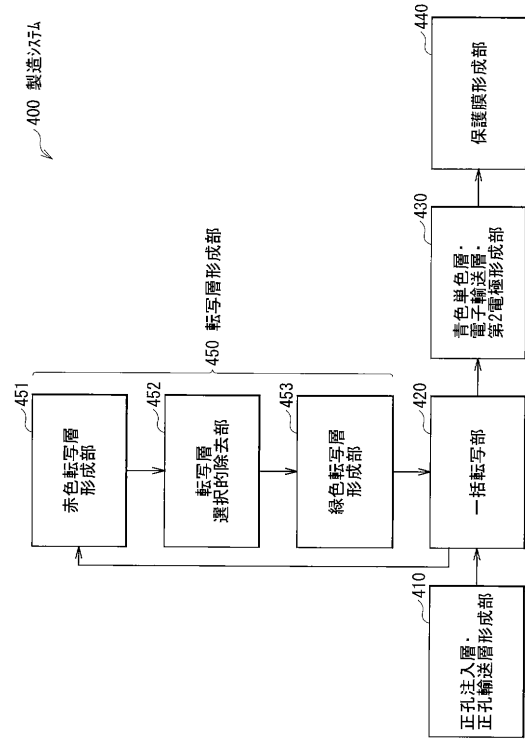 400 製造システム
450 転写層形成部
451
赤色転写層
形成部
452
転写層
選択的除去部
453
緑色転写層
形成部
410
正孔注入層・
正孔輸送層形成部
420
一括転写部
430
青色単色層・
電子輸送層・
第2電極形成部
440
保護膜形成部